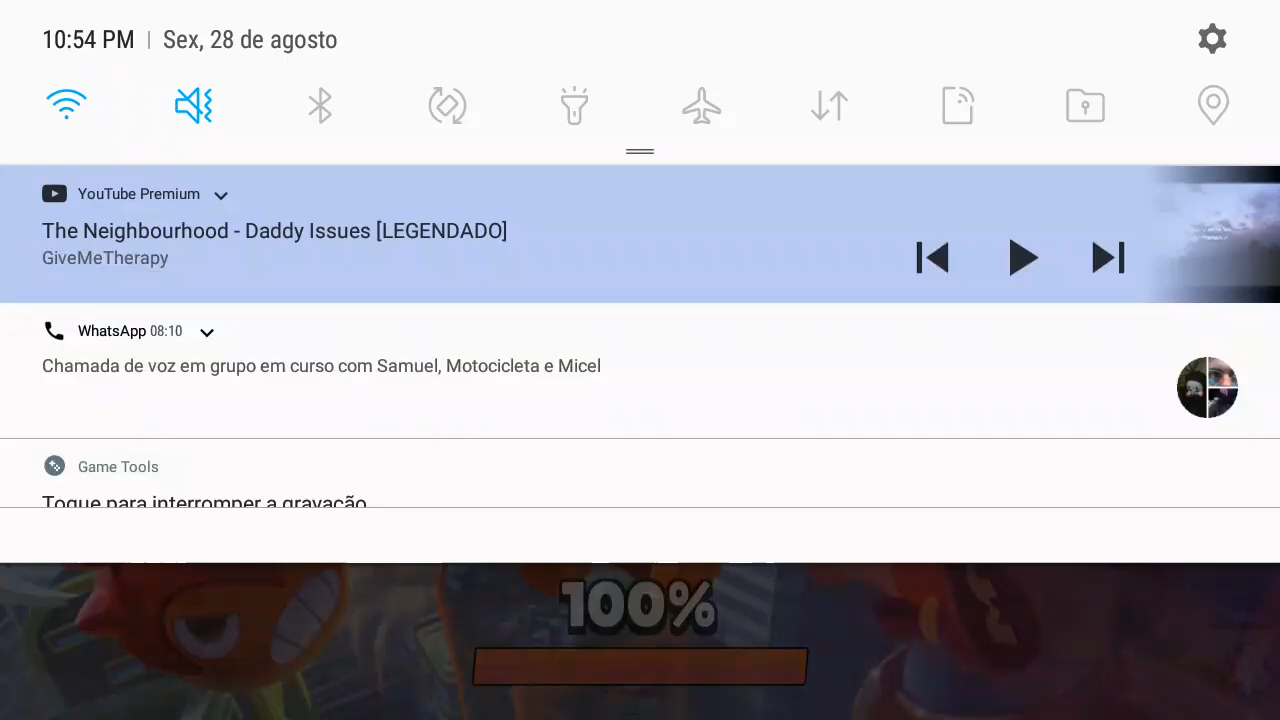 10:54 PM | Sex, 28 de agosto
YouTube Premium
The Neighbourhood - Daddy Issues [LEGENDADO]
GiveMeTherapy
WhatsApp 08:10
Chamada de voz em grupo em curso com Samuel, Motocicleta e Micel
Game Tools
Toque para interromper a gravação
100%